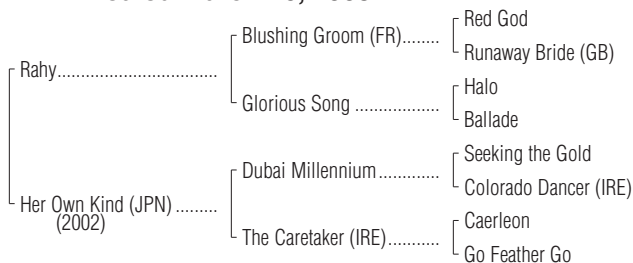 Red God
Blushing Groom (FR)........
Runaway Bride (GB)
Rahy................................
Halo
Glorious Song .................
Ballade
Seeking the Gold
Dubai Millennium............
Colorado Dancer (IRE)
Her Own Kind (JPN) ........
(2002)
Caerleon
The Caretaker (IRE)..........
Go Feather Go